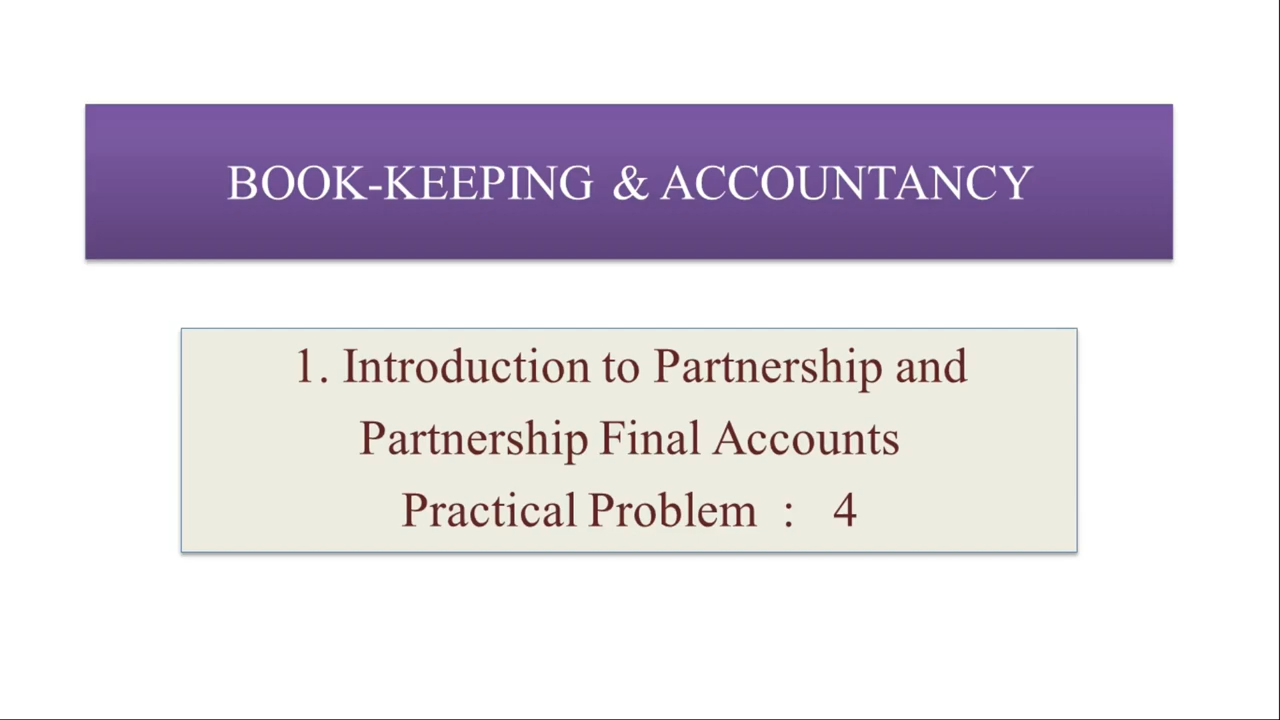 BOOK-KEEPING & ACCOUNTANCY
1. Introduction to Partnership and
Partnership Final Accounts
Practical Problem : 4